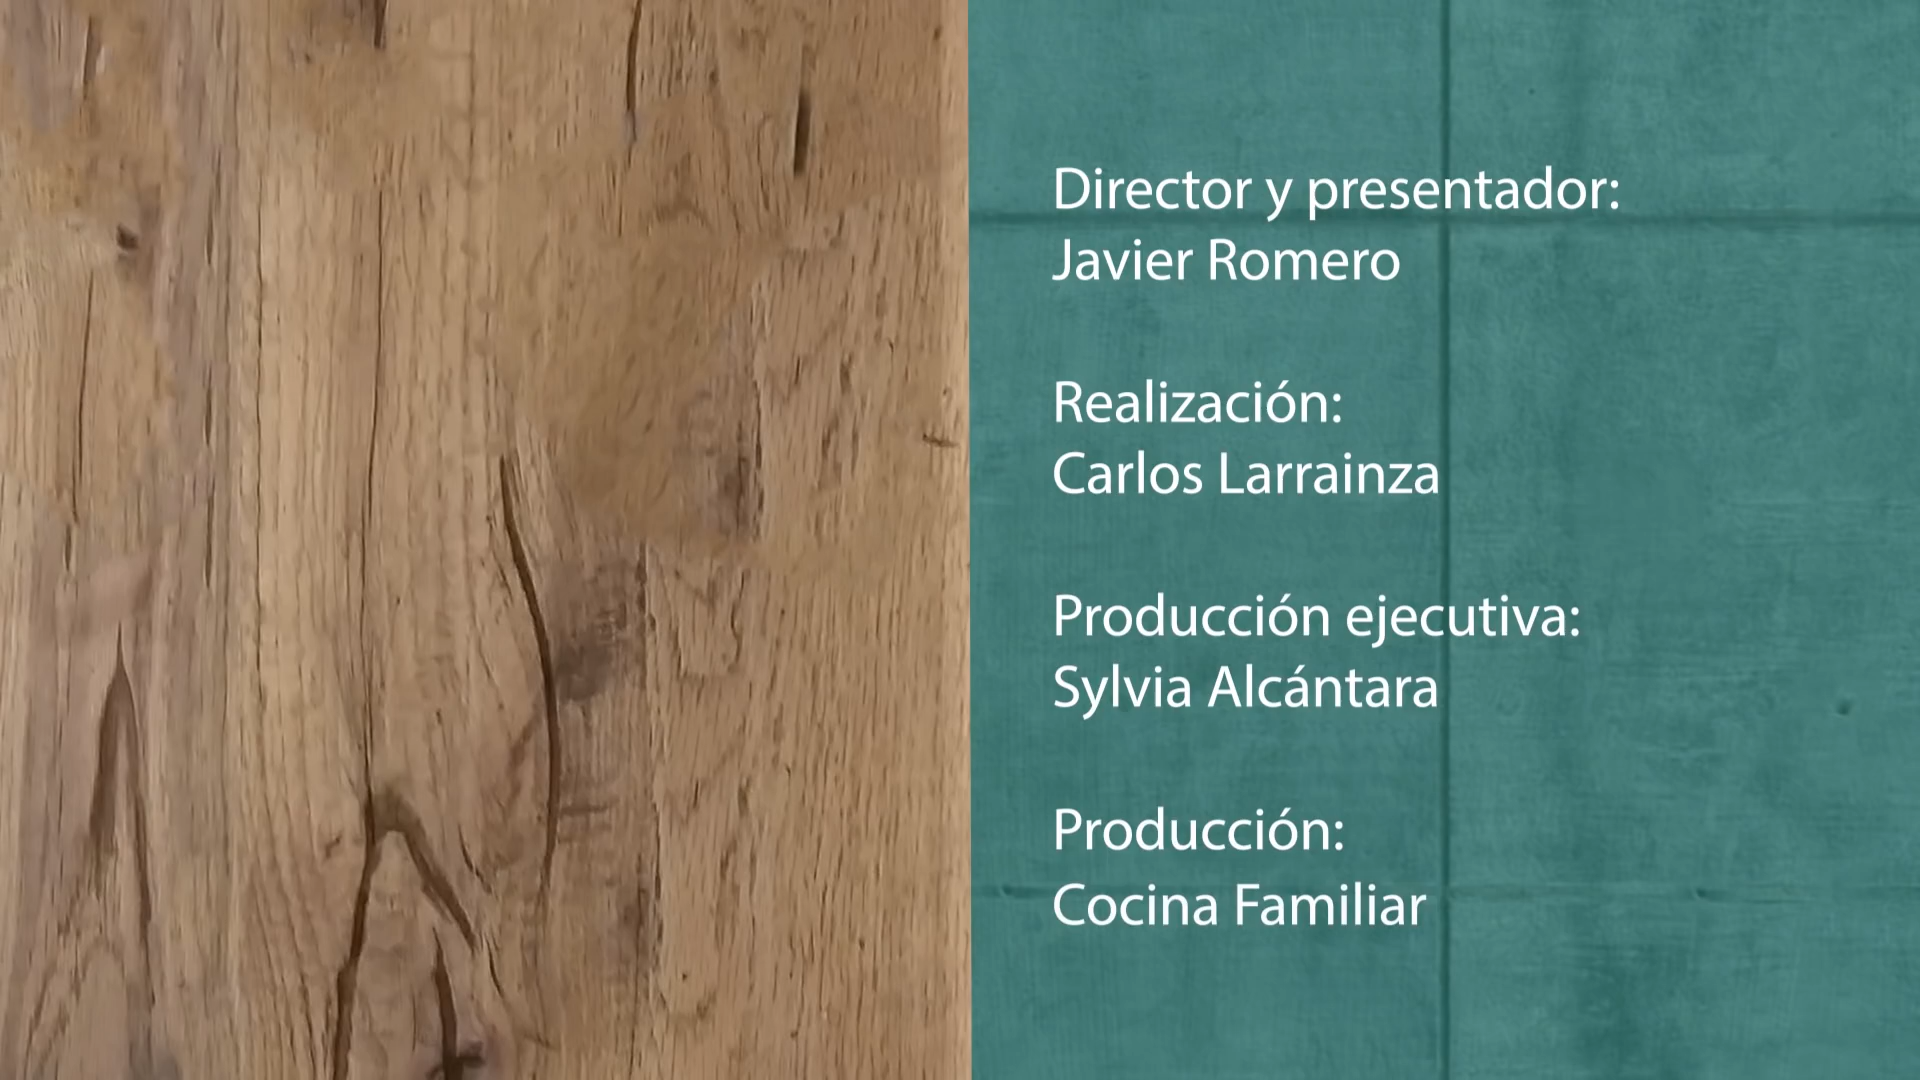 Director y presentador:
Javier Romero
Realización:
Carlos Larrainza
Producción ejecutiva:
Sylvia Alcántara
Producción:
Cocina Familiar